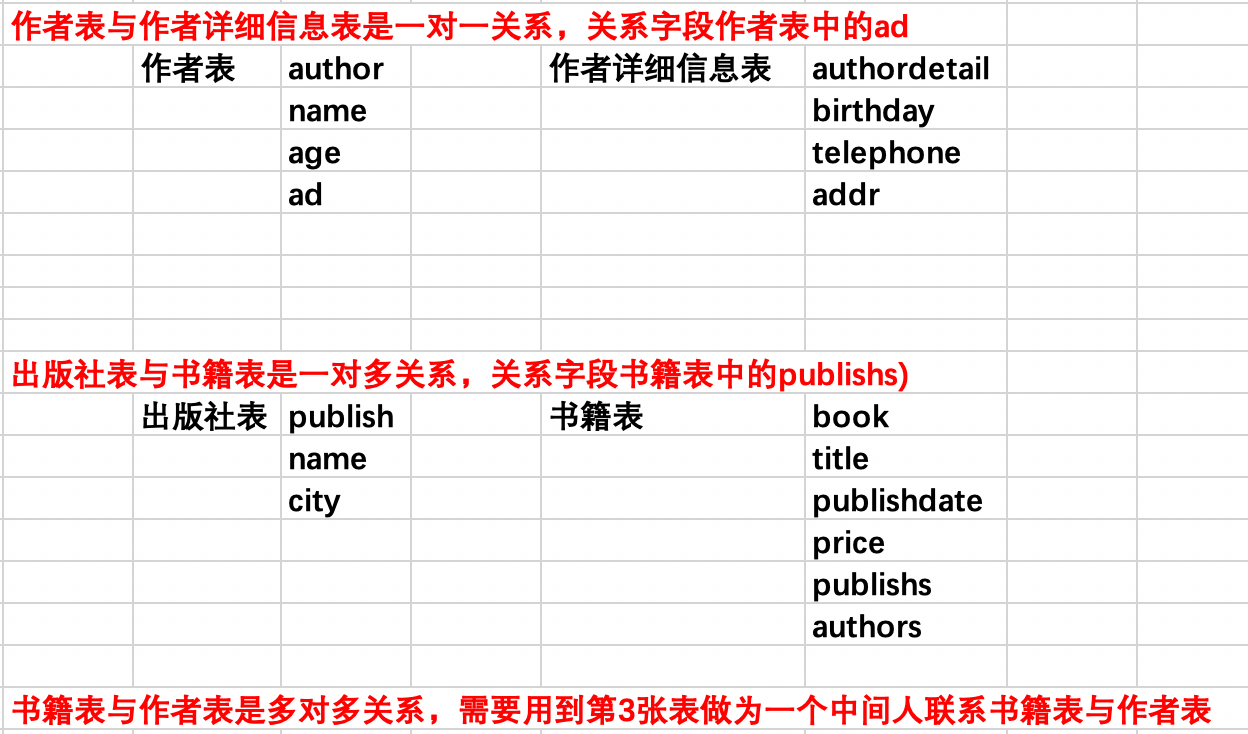 作者表与作者详细信息表是一对一关系，关系字段作者表中的ad
作者表 author 作者详细信息表 authordetail
name birthday
age telephone
ad addr
出版社表与书籍表是一对多关系，关系字段书籍表中的publishs)
出版社表 publish 书籍表 book
name title
city publishdate
price
publishs
authors
书籍表与作者表是多对多关系，需要用到第3张表做为一个中间人联系书籍表与作者表